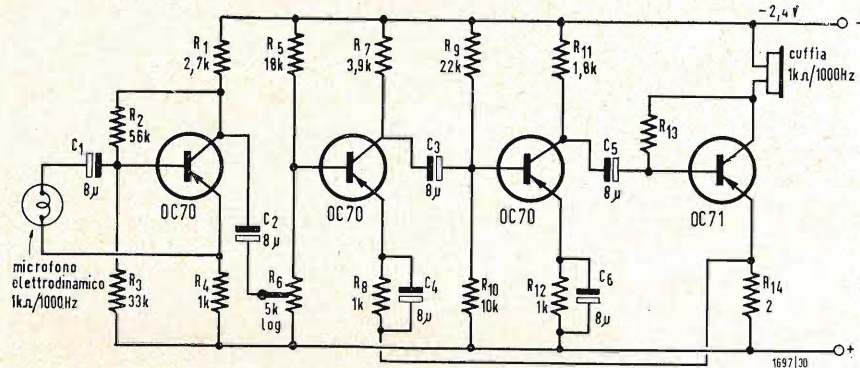 −2,4 V
−
R1
2,7k
R5
18k
R7
3,9k
R9
22k
R11
1,8k
cuffia
1kΩ/1000Hz
R2
56k
C1
8µ
OC70
C2
8µ
OC70
C3
8µ
OC70
C5
8µ
R13
OC71
microfono
elettrodinamico
1kΩ/1000Hz
R3
33k
R4
1k
R6
5k
log
R8
1k
C4
8µ
R10
10k
R12
1k
C6
8µ
R14
2
+
1697|30